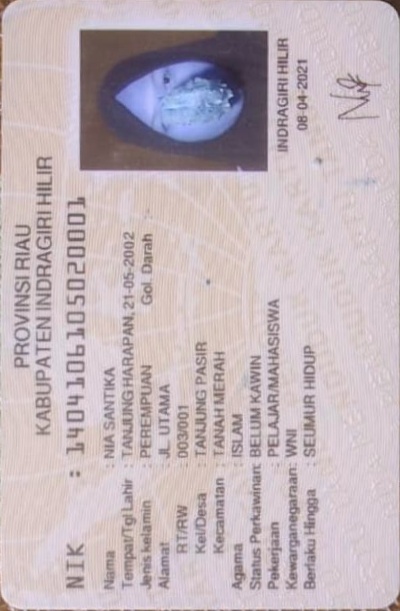 PROVINSI RIAU
KABUPATEN INDRAGIRI HILIR
NIK : 1404106105020001
Nama : NIA SANTIKA
Tempat/Tgl Lahir : TANJUNG HARAPAN, 21-05-2002
Jenis kelamin : PEREMPUAN Gol. Darah : -
Alamat : JL. UTAMA
RT/RW : 003/001
Kel/Desa : TANJUNG PASIR
Kecamatan : TANAH MERAH
Agama : ISLAM
Status Perkawinan: BELUM KAWIN
Pekerjaan : PELAJAR/MAHASISWA
Kewarganegaraan: WNI
Berlaku Hingga : SEUMUR HIDUP
INDRAGIRI HILIR
08-04-2021